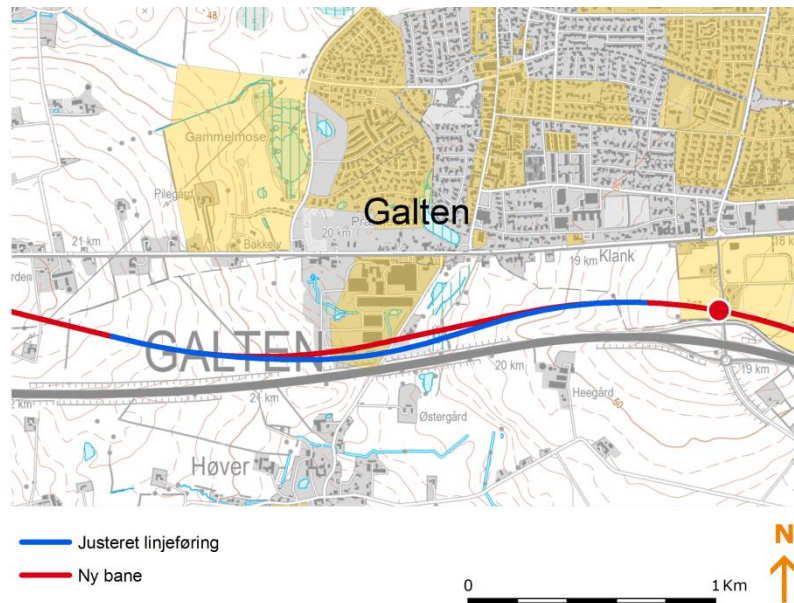 48
Gammelmose
Pilegård
Bakkely
Galten
20 km
21 km
Klank
19 km
18 k
GALTEN
20 km
19 km
21 km
Heegård
50
Østergård
Høver
Justeret linjeføring
Ny bane
N
0
1 Km